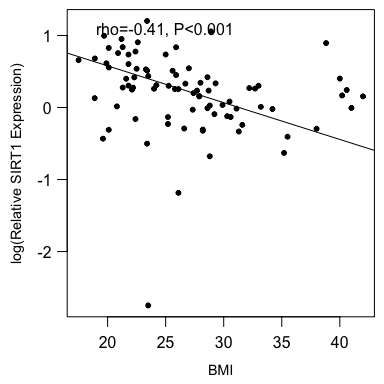 rho=-0.41, P<0.001
1
0
-1
-2
log(Relative SIRT1 Expression)
20 25 30 35 40
BMI